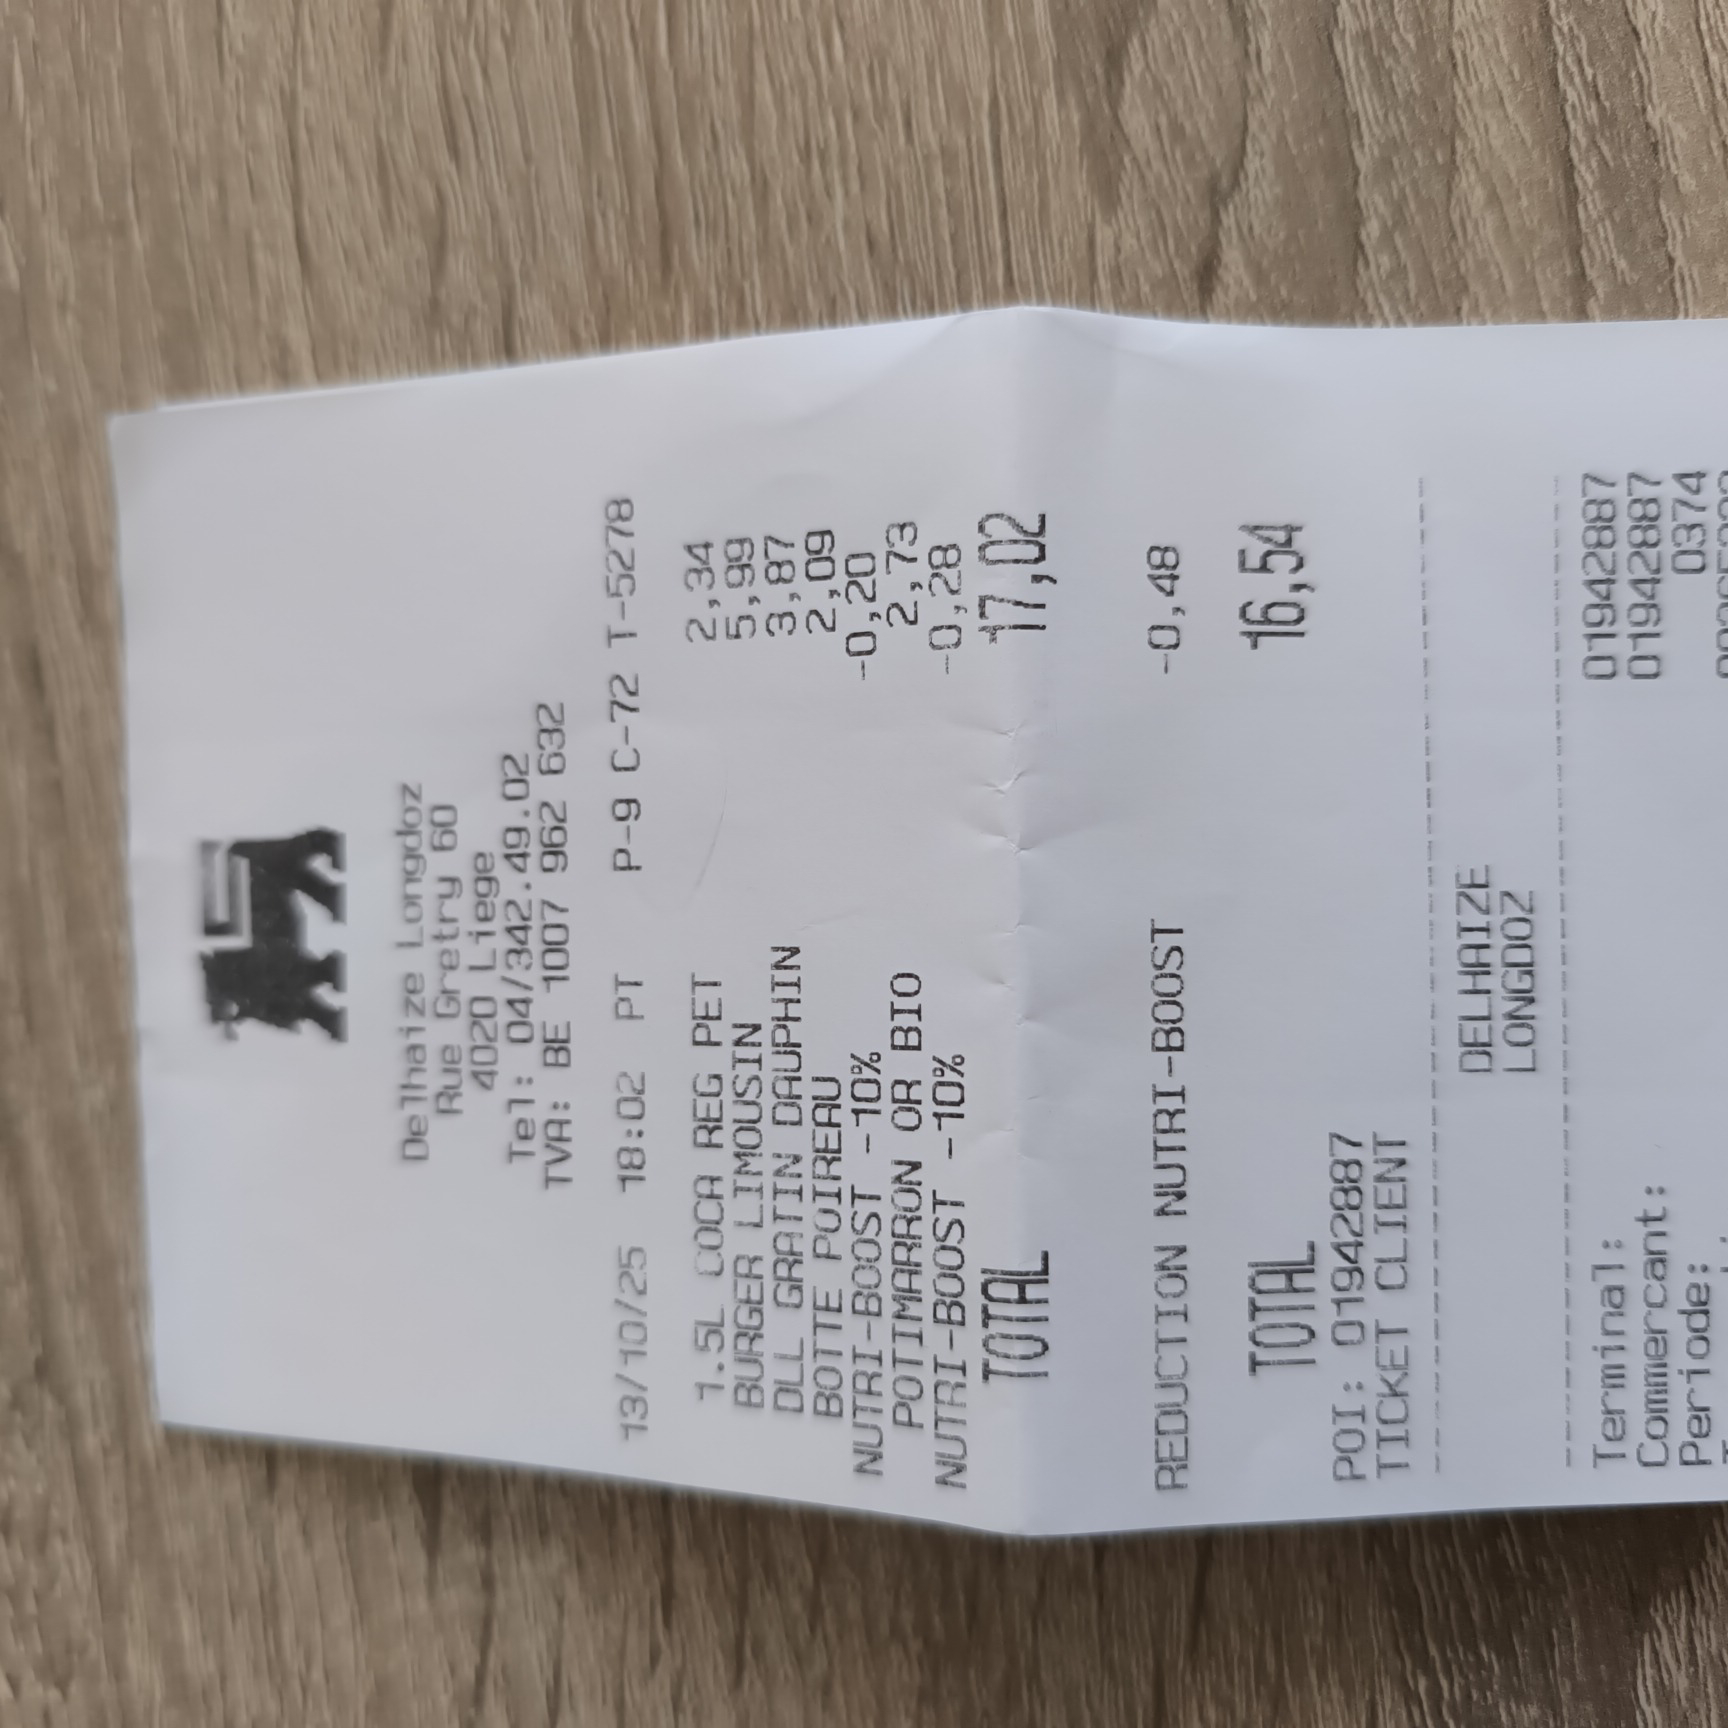 Delhaize Longdoz
Rue Gretry 60
4020 Liege
Tel: 04/342.49.02
TVA: BE 1007 962 632
13/10/25 18:02 PT P-9 C-72 T-5278
1.5L COCA REG PET 2,34
BURGER LIMOUSIN 5,99
DLL GRATIN DAUPHIN 3,87
BOTTE POIREAU 2,09
NUTRI-BOOST -10% -0,20
POTIMARRON OR BIO 2,73
NUTRI-BOOST -10% -0,28
TOTAL 17,02
REDUCTION NUTRI-BOOST -0,48
TOTAL 16,54
POI: 01942887
TICKET CLIENT
--------------------------------
DELHAIZE
LONGDOZ
--------------------------------
Terminal: 01942887
Commercant: 01942887
Periode: 0374